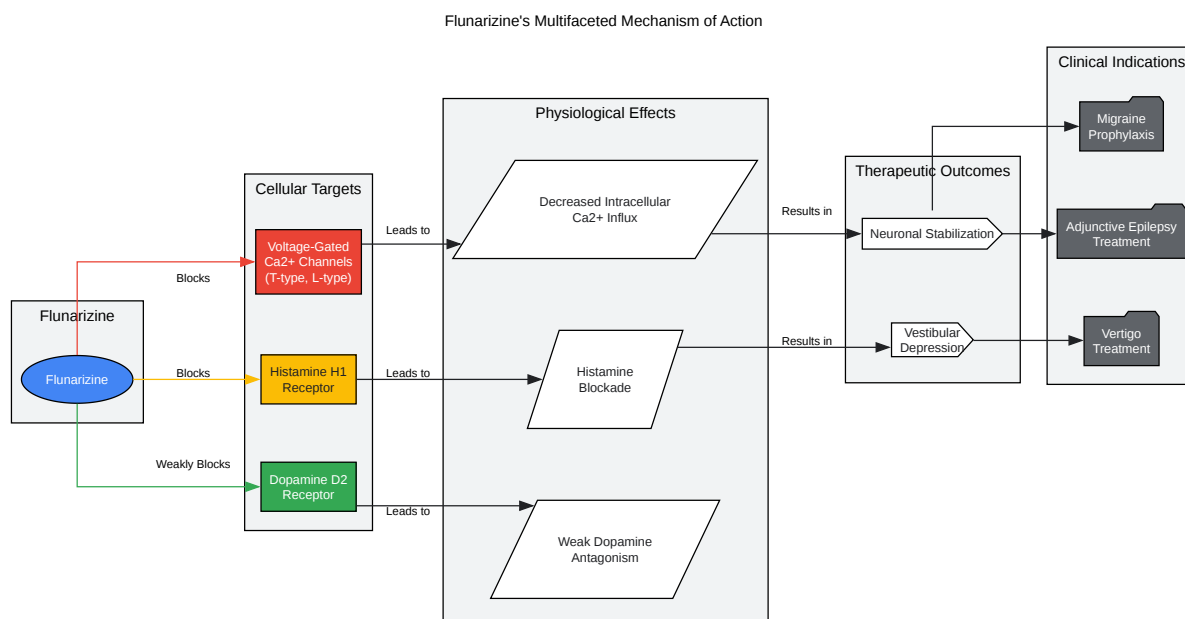 Flunarizine's Multifaceted Mechanism of Action
Flunarizine
Flunarizine
Blocks
Blocks
Weakly Blocks
Cellular Targets
Voltage-Gated
Ca2+ Channels
(T-type, L-type)
Histamine H1
Receptor
Dopamine D2
Receptor
Leads to
Leads to
Leads to
Physiological Effects
Decreased Intracellular
Ca2+ Influx
Histamine
Blockade
Weak Dopamine
Antagonism
Results in
Results in
Therapeutic Outcomes
Neuronal Stabilization
Vestibular
Depression
Clinical Indications
Migraine
Prophylaxis
Adjunctive Epilepsy
Treatment
Vertigo
Treatment